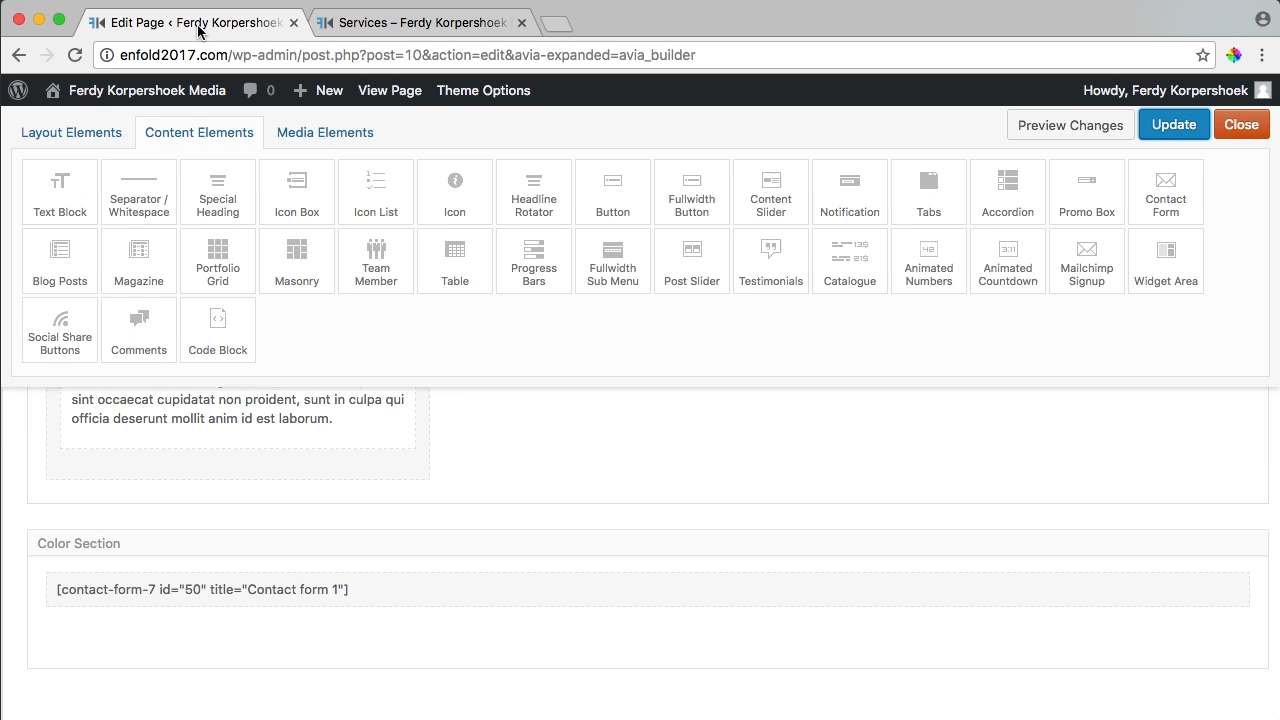 Edit Page ‹ Ferdy Korpershoek
Services – Ferdy Korpershoek
enfold2017.com/wp-admin/post.php?post=10&action=edit&avia-expanded=avia_builder
Ferdy Korpershoek Media 0 New View Page Theme Options Howdy, Ferdy Korpershoek
Layout Elements Content Elements Media Elements Preview Changes Update Close
Text Block
Separator /
Whitespace
Special
Heading
Icon Box
Icon List
Icon
Headline
Rotator
Button
Fullwidth
Button
Content
Slider
Notification
Tabs
Accordion
Promo Box
Contact
Form
Blog Posts
Magazine
Portfolio
Grid
Masonry
Team
Member
Table
Progress
Bars
Fullwidth
Sub Menu
Post Slider
Testimonials
13$
21$
Catalogue
42
Animated
Numbers
3:11
Animated
Countdown
Mailchimp
Signup
Widget Area
Social Share
Buttons
Comments
Code Block
sint occaecat cupidatat non proident, sunt in culpa qui
officia deserunt mollit anim id est laborum.
Color Section
[contact-form-7 id="50" title="Contact form 1"]